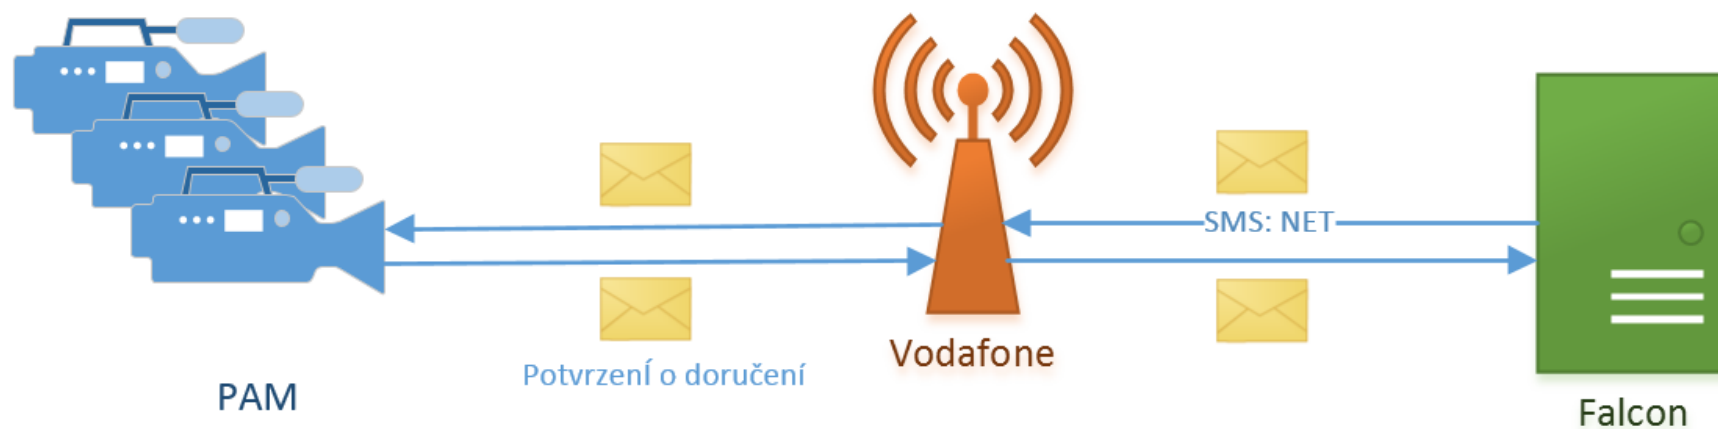 SMS: NET
Vodafone
Potvrzení o doručení
PAM
Falcon